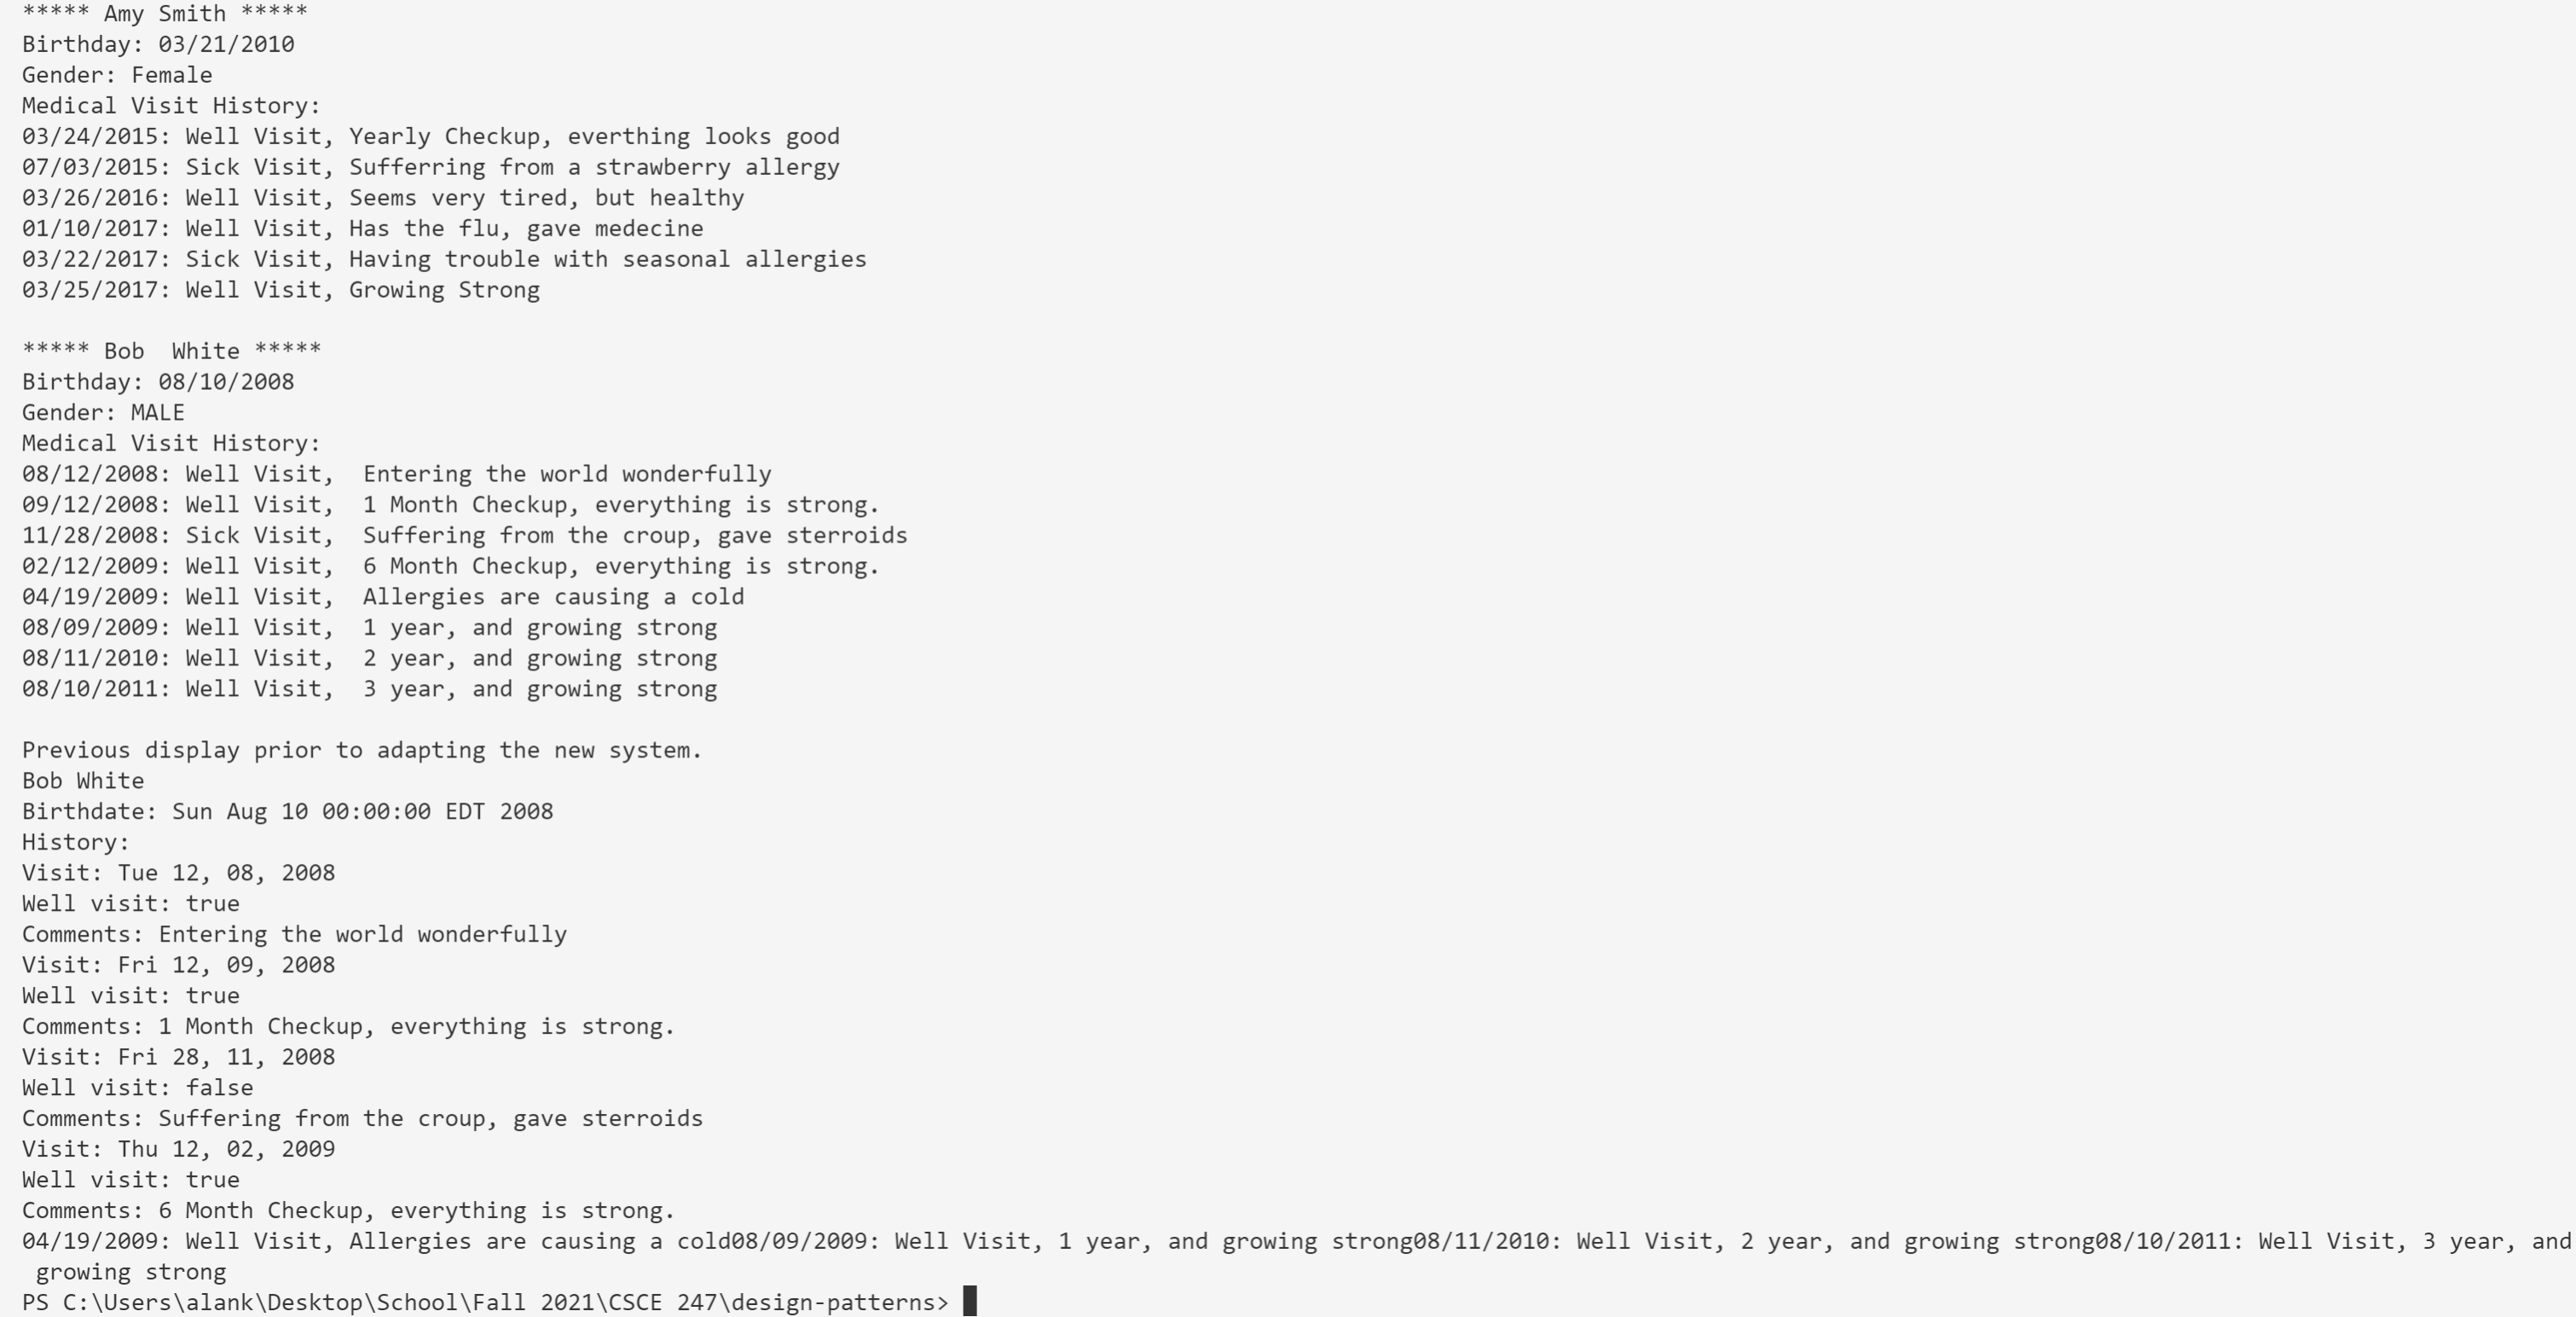 ***** Amy Smith *****
Birthday: 03/21/2010
Gender: Female
Medical Visit History:
03/24/2015: Well Visit, Yearly Checkup, everthing looks good
07/03/2015: Sick Visit, Sufferring from a strawberry allergy
03/26/2016: Well Visit, Seems very tired, but healthy
01/10/2017: Well Visit, Has the flu, gave medecine
03/22/2017: Sick Visit, Having trouble with seasonal allergies
03/25/2017: Well Visit, Growing Strong

***** Bob  White *****
Birthday: 08/10/2008
Gender: MALE
Medical Visit History:
08/12/2008: Well Visit,  Entering the world wonderfully
09/12/2008: Well Visit,  1 Month Checkup, everything is strong.
11/28/2008: Sick Visit,  Suffering from the croup, gave sterroids
02/12/2009: Well Visit,  6 Month Checkup, everything is strong.
04/19/2009: Well Visit,  Allergies are causing a cold
08/09/2009: Well Visit,  1 year, and growing strong
08/11/2010: Well Visit,  2 year, and growing strong
08/10/2011: Well Visit,  3 year, and growing strong

Previous display prior to adapting the new system.
Bob White
Birthdate: Sun Aug 10 00:00:00 EDT 2008
History:
Visit: Tue 12, 08, 2008
Well visit: true
Comments: Entering the world wonderfully
Visit: Fri 12, 09, 2008
Well visit: true
Comments: 1 Month Checkup, everything is strong.
Visit: Fri 28, 11, 2008
Well visit: false
Comments: Suffering from the croup, gave sterroids
Visit: Thu 12, 02, 2009
Well visit: true
Comments: 6 Month Checkup, everything is strong.
04/19/2009: Well Visit, Allergies are causing a cold08/09/2009: Well Visit, 1 year, and growing strong08/11/2010: Well Visit, 2 year, and growing strong08/10/2011: Well Visit, 3 year, and
growing strong
PS C:\Users\alank\Desktop\School\Fall 2021\CSCE 247\design-patterns>